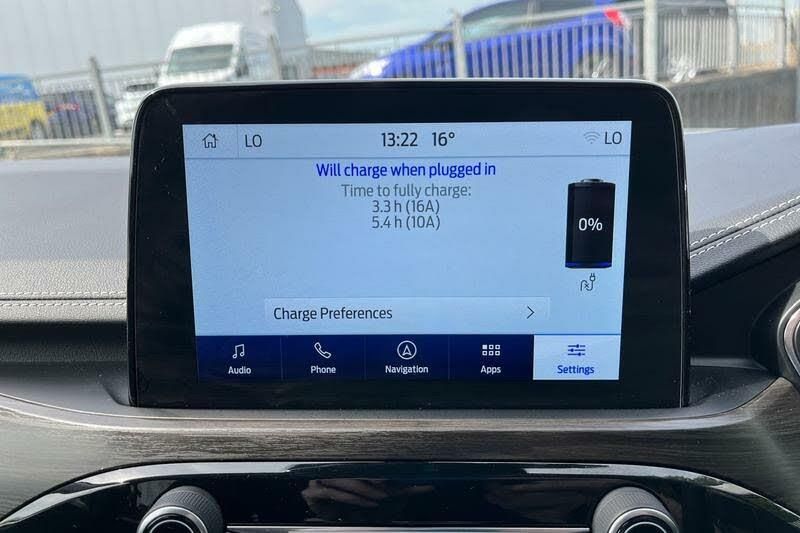 LO 13:22 16° LO
Will charge when plugged in
Time to fully charge:
3.3 h (16A)
5.4 h (10A)
0%
Charge Preferences
Audio Phone Navigation Apps Settings